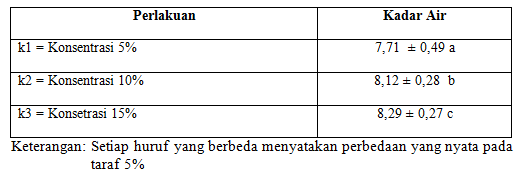 Perlakuan Kadar Air
k1 = Konsentrasi 5% 7,71 ± 0,49 a
k2 = Konsentrasi 10% 8,12 ± 0,28 b
k3 = Konsetrasi 15% 8,29 ± 0,27 c
Keterangan: Setiap huruf yang berbeda menyatakan perbedaan yang nyata pada
taraf 5%